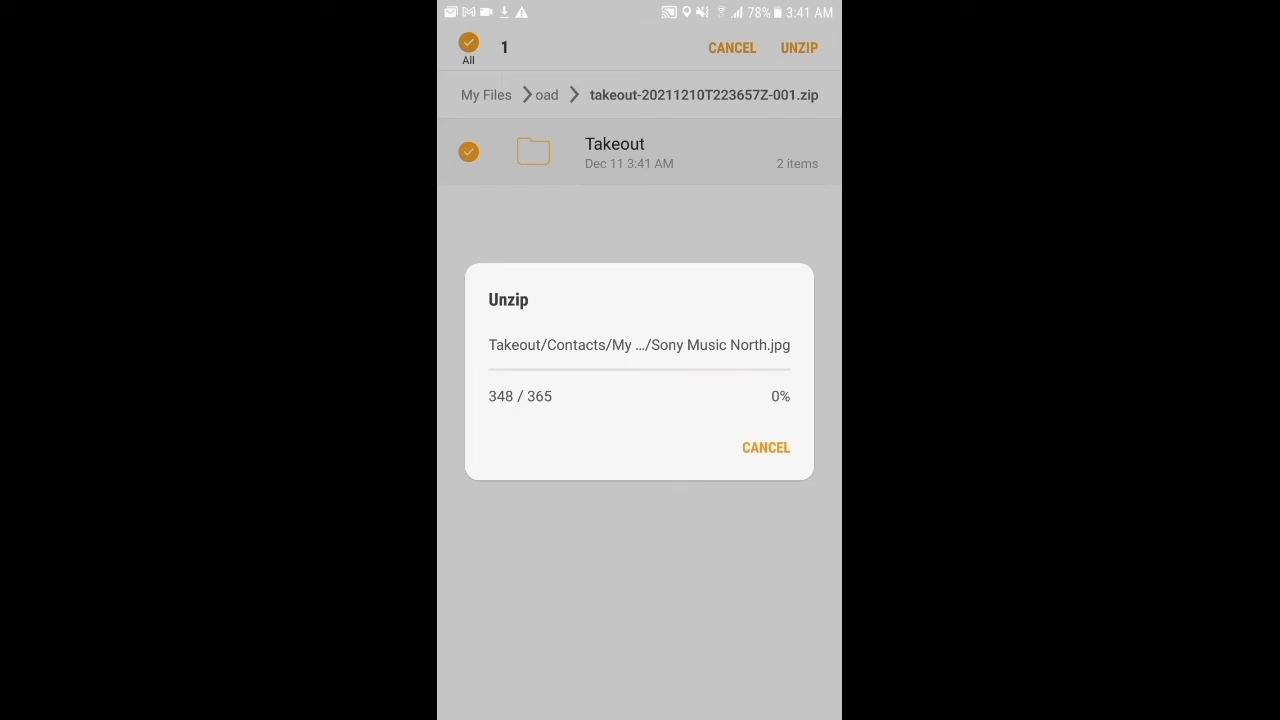 78% 3:41 AM
All 1 CANCEL UNZIP
My Files oad takeout-20211210T223657Z-001.zip
Takeout
Dec 11 3:41 AM 2 items
Unzip
Takeout/Contacts/My .../Sony Music North.jpg
348 / 365 0%
CANCEL